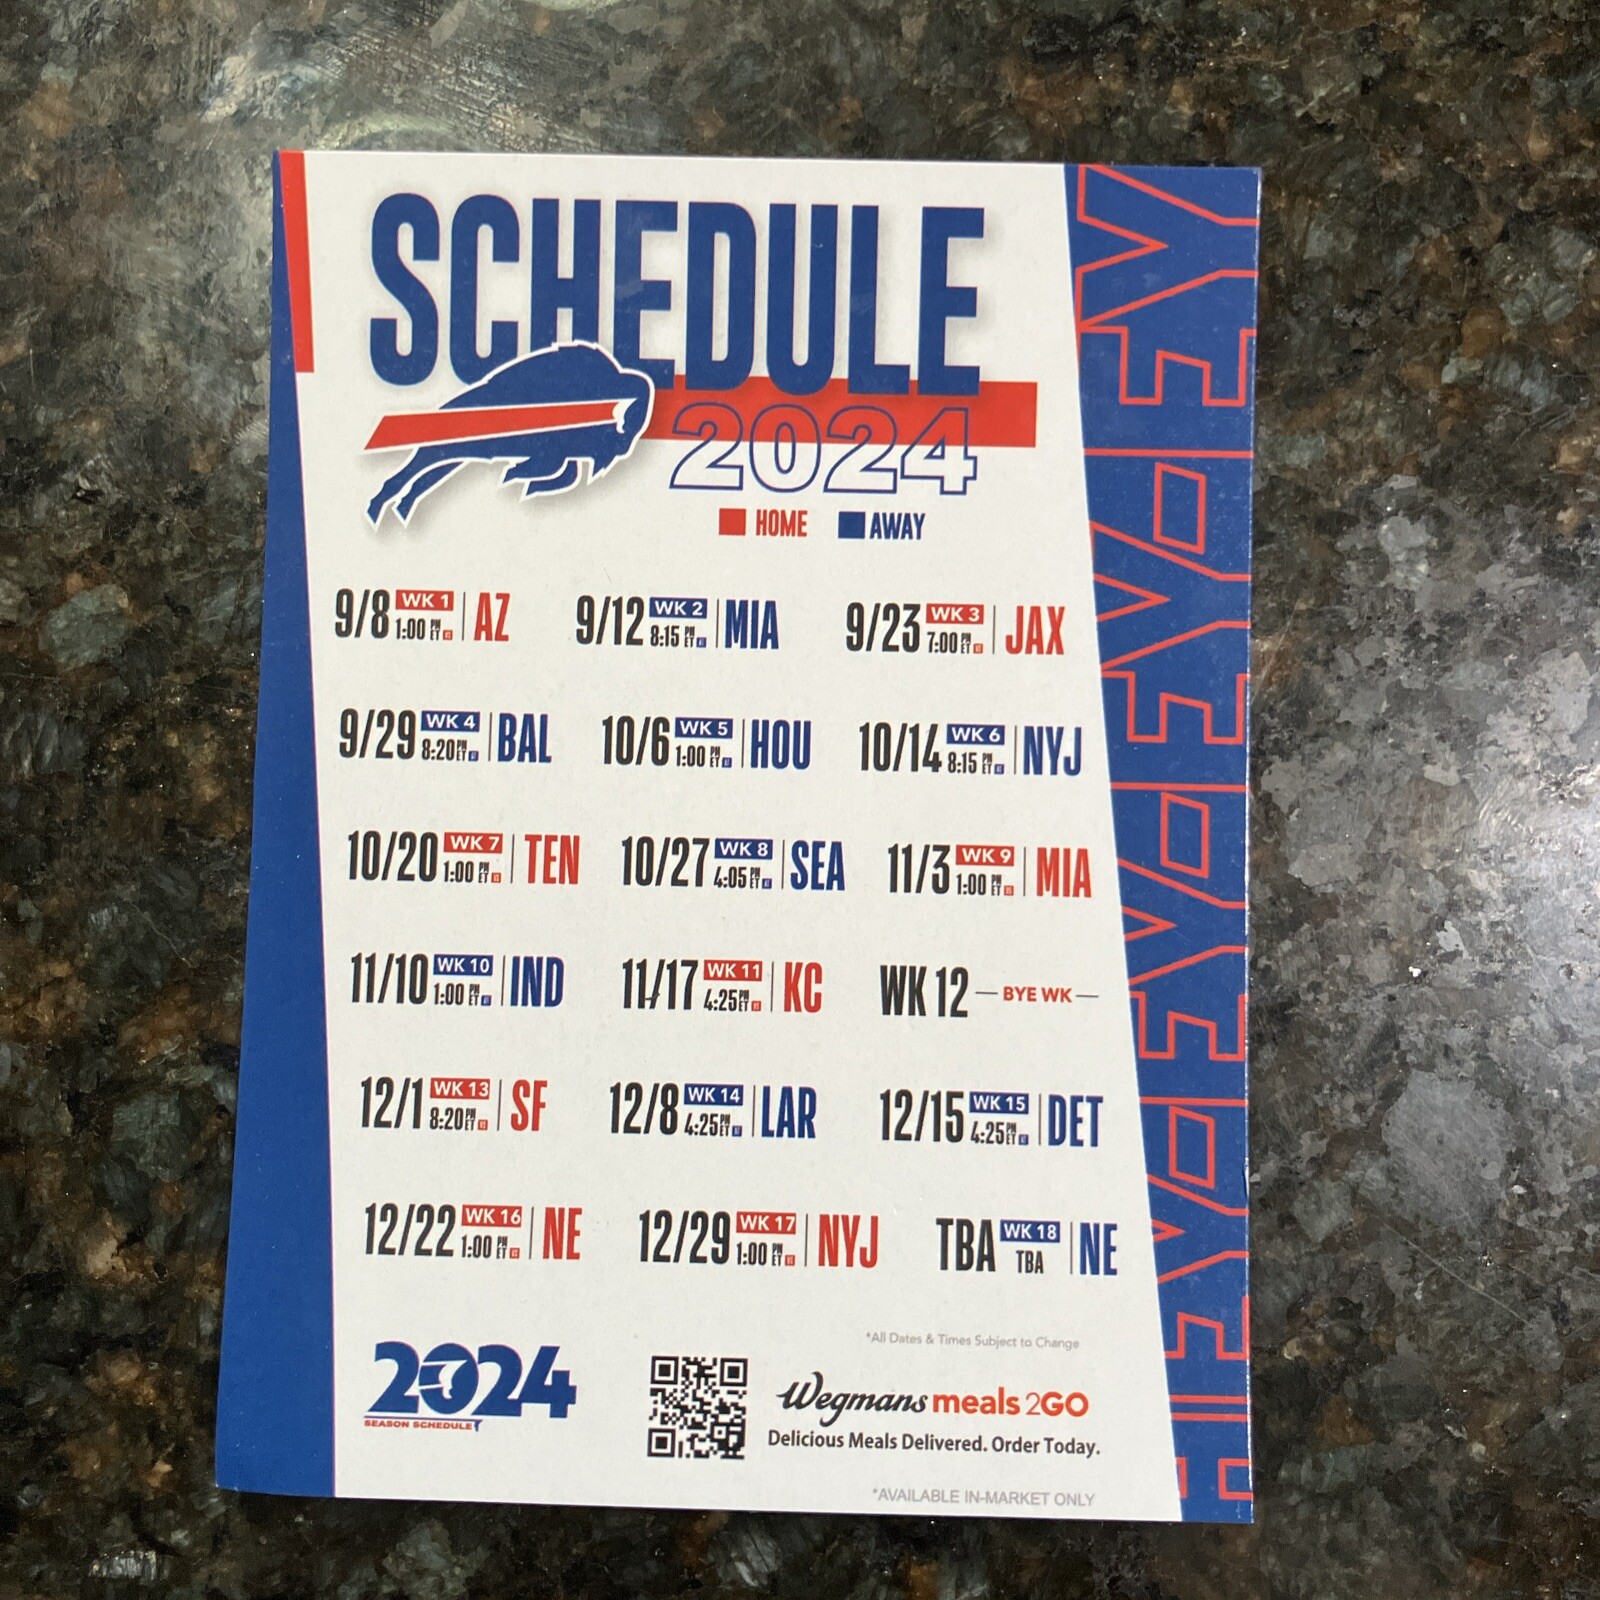 SCHEDULE
2024
HOME AWAY
9/8 WK 1 1:00 PM ET AZ
9/12 WK 2 8:15 PM ET MIA
9/23 WK 3 7:00 PM ET JAX
9/29 WK 4 8:20 PM ET BAL
10/6 WK 5 1:00 PM ET HOU
10/14 WK 6 8:15 PM ET NYJ
10/20 WK 7 1:00 PM ET TEN
10/27 WK 8 4:05 PM ET SEA
11/3 WK 9 1:00 PM ET MIA
11/10 WK 10 1:00 PM ET IND
11/17 WK 11 4:25 PM ET KC
WK 12 — BYE WK —
12/1 WK 13 8:20 PM ET SF
12/8 WK 14 4:25 PM ET LAR
12/15 WK 15 4:25 PM ET DET
12/22 WK 16 1:00 PM ET NE
12/29 WK 17 1:00 PM ET NYJ
TBA WK 18 TBA NE
*All Dates & Times Subject to Change
2024
SEASON SCHEDULE
Wegmans meals 2GO
Delicious Meals Delivered. Order Today.
*AVAILABLE IN-MARKET ONLY
HEY-EY-EY-EY